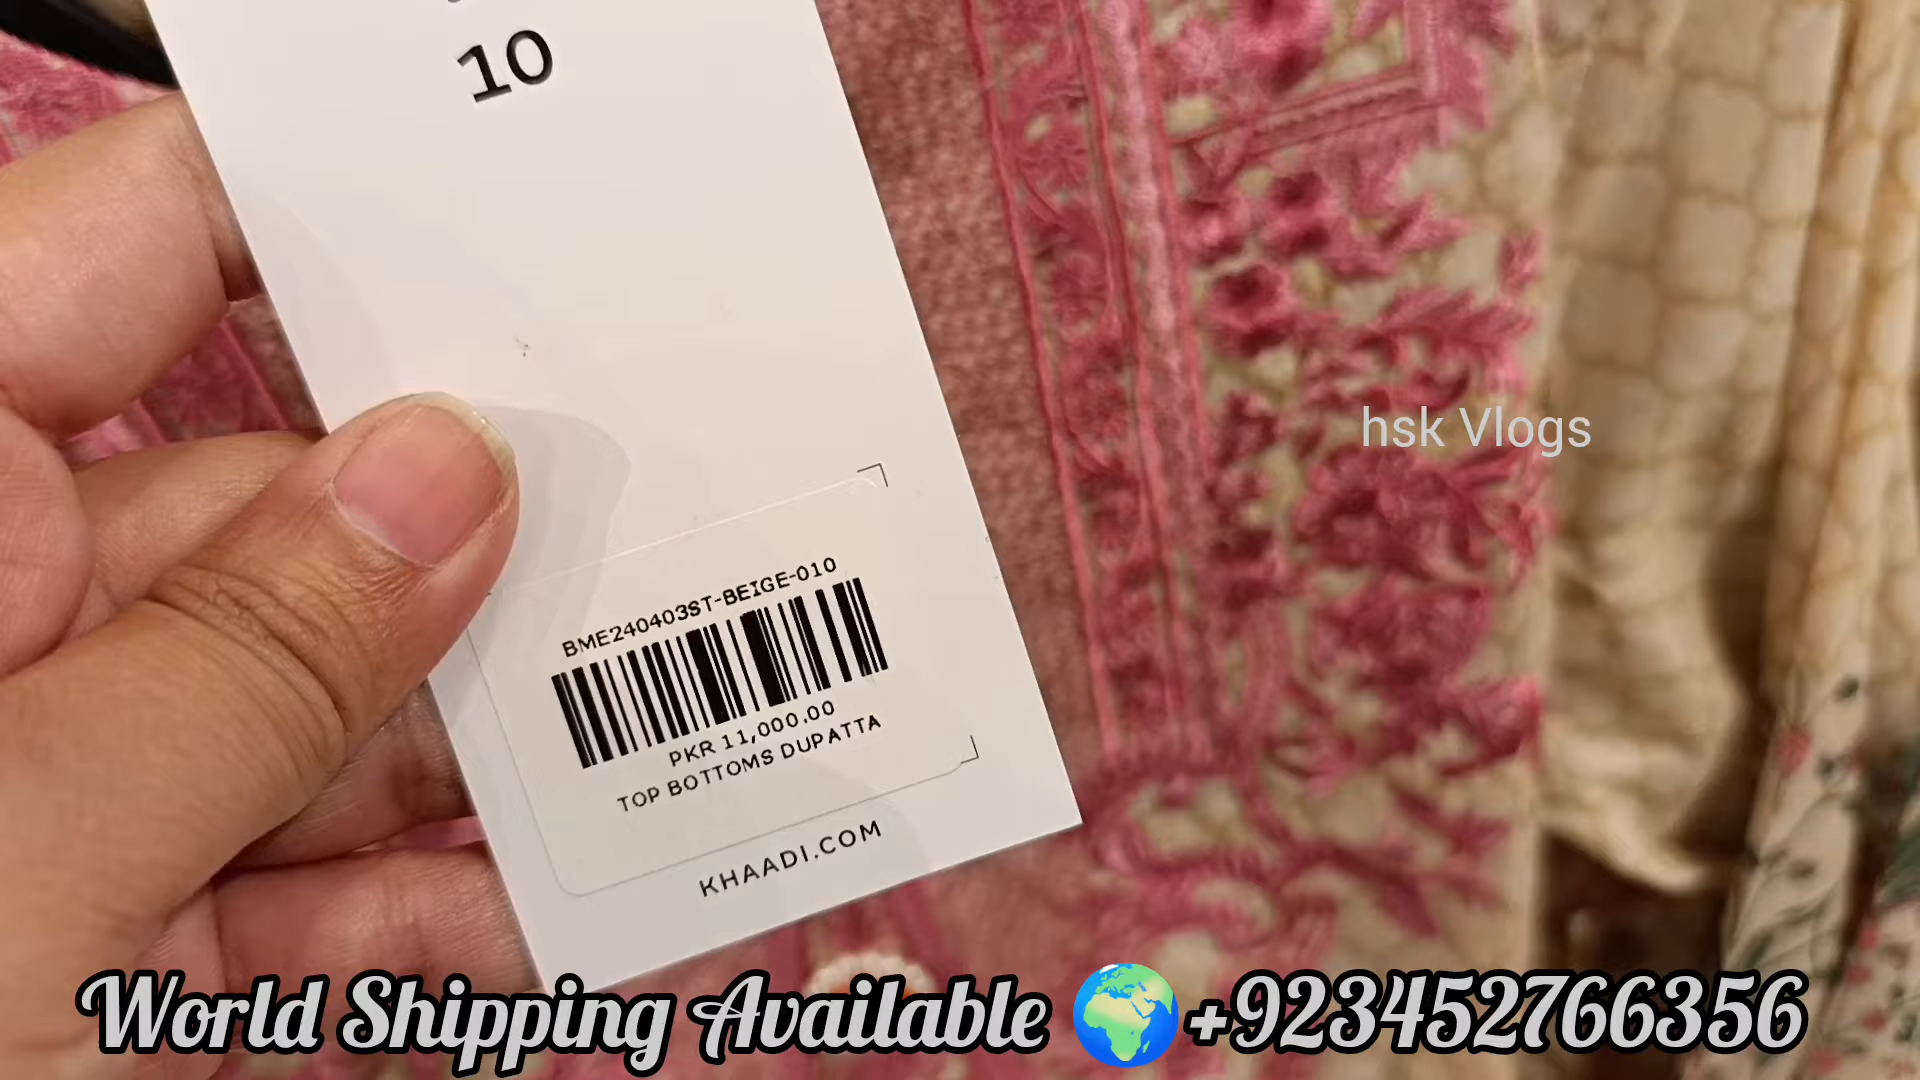 10
hsk Vlogs
BME240403ST-BEIGE-010
PKR 11,000.00
TOP BOTTOMS DUPATTA
KHAADI.COM
World Shipping Available 🌍+923452766356